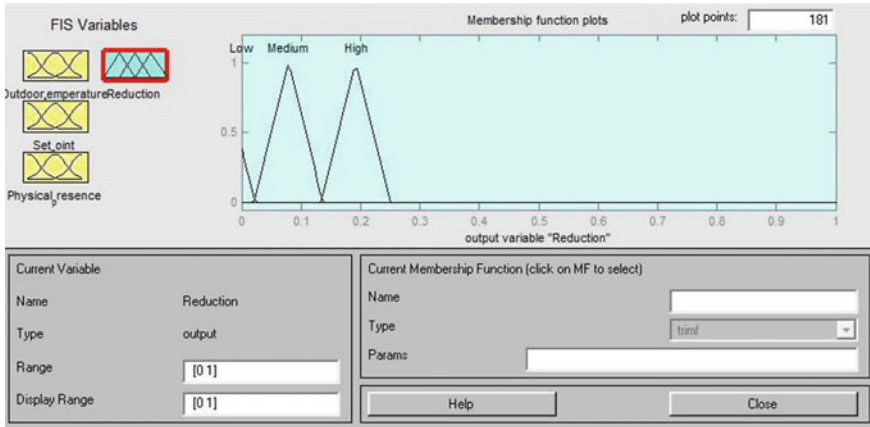 FIS Variables
Membership function plots
plot points:
181
Outdoor,emperature
Reduction
Set,oint
Physical,resence
p
Low
Medium
High
1
0.5
0
0 0.1 0.2 0.3 0.4 0.5 0.6 0.7 0.8 0.9 1
output variable "Reduction"
Current Variable
Name
Reduction
Type
output
Range
[0 1]
Display Range
[0 1]
Current Membership Function (click on MF to select)
Name
Type
trimf
Params
Help
Close